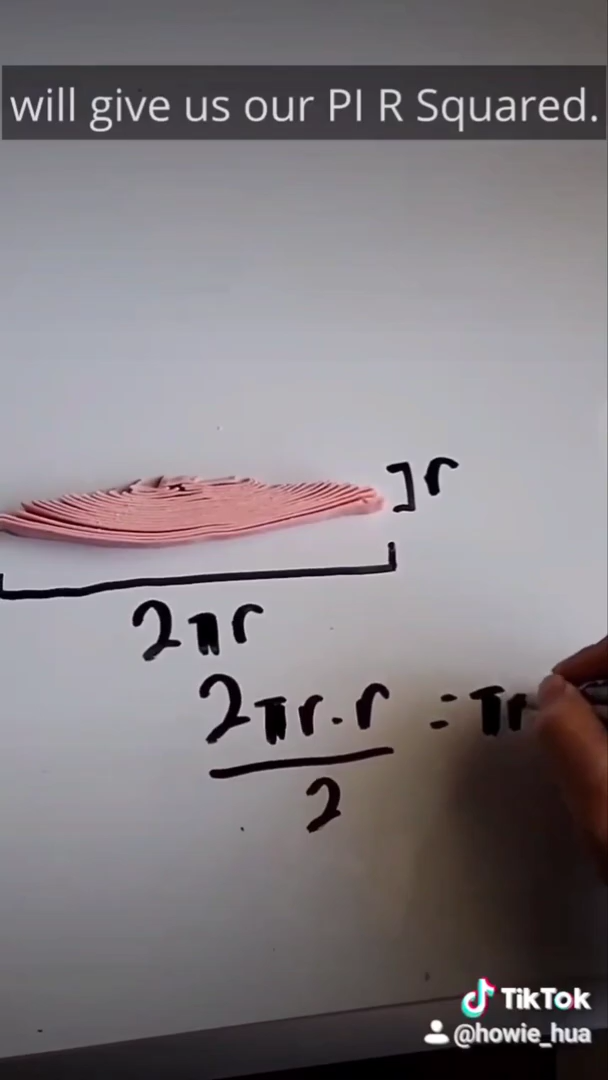 will give us our PI R Squared.
r
2πr
2πr·r = πr
2
TikTok
@howie_hua